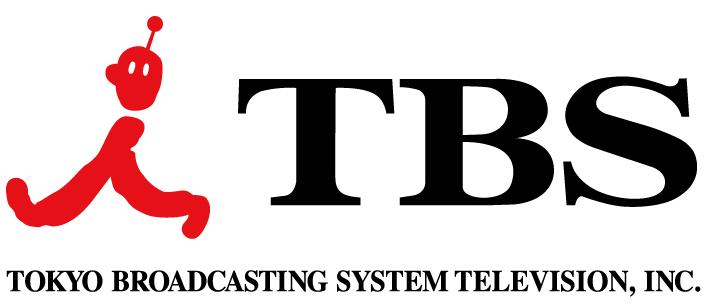 TBS
TOKYO BROADCASTING SYSTEM TELEVISION, INC.